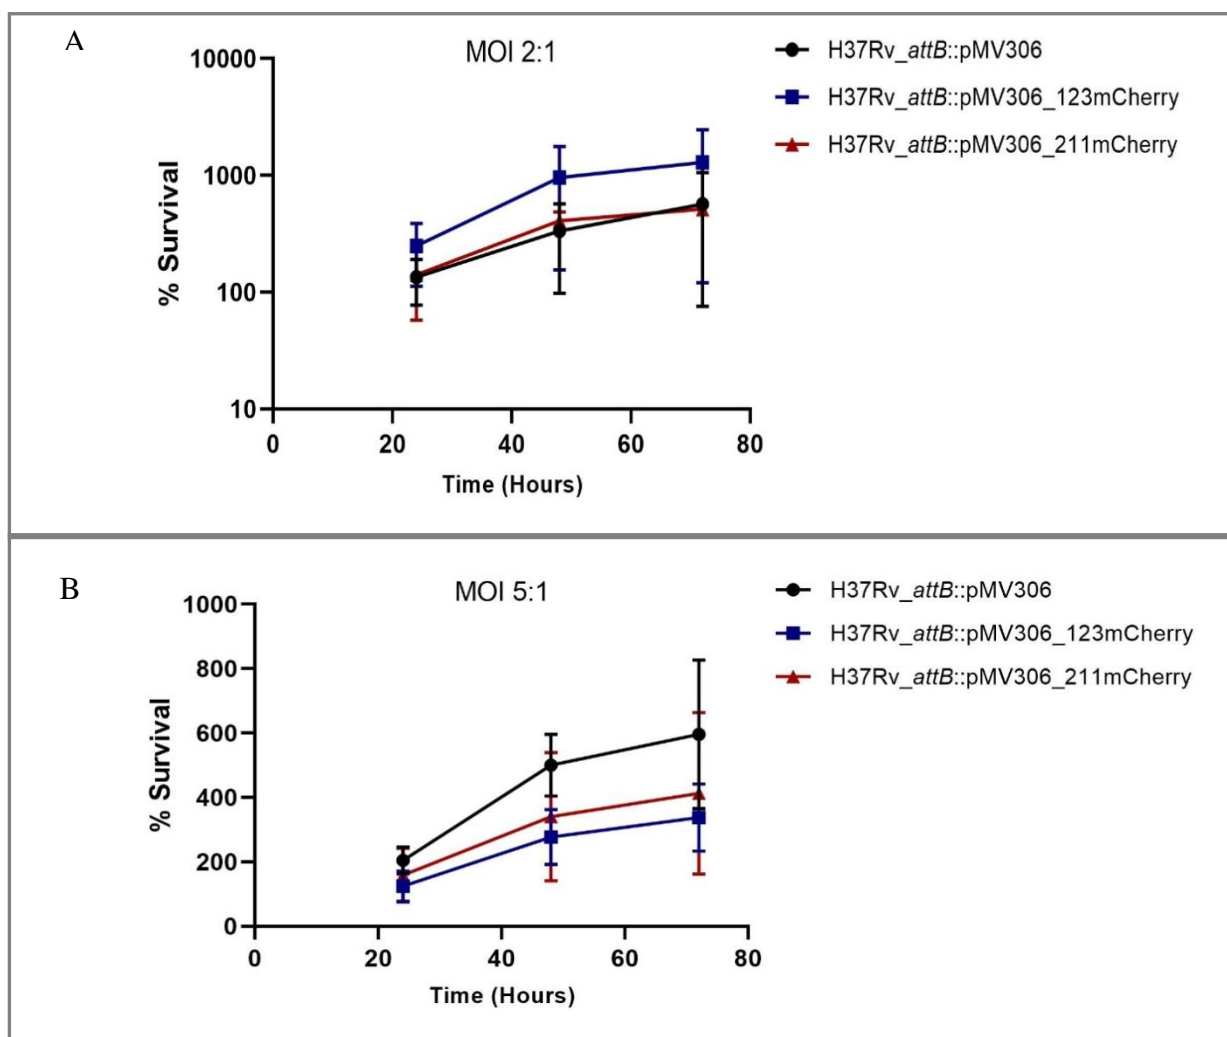 A
MOI 2:1
H37Rv_attB::pMV306
H37Rv_attB::pMV306_123mCherry
H37Rv_attB::pMV306_211mCherry
% Survival
10000
1000
100
10
0 20 40 60 80
Time (Hours)
B
MOI 5:1
H37Rv_attB::pMV306
H37Rv_attB::pMV306_123mCherry
H37Rv_attB::pMV306_211mCherry
% Survival
1000
800
600
400
200
0
0 20 40 60 80
Time (Hours)